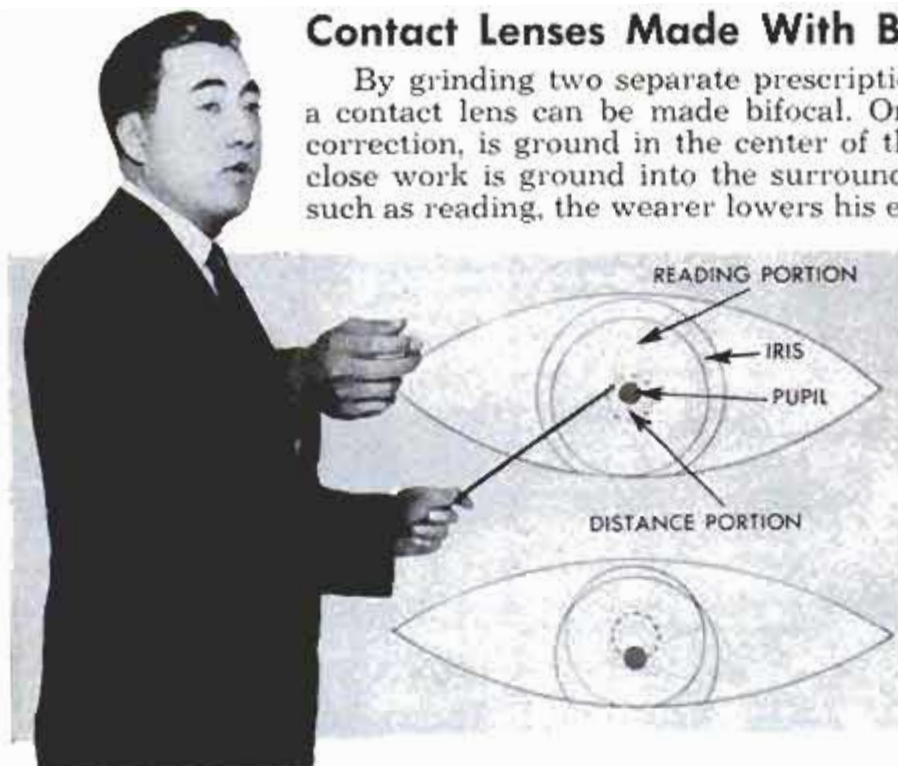 Contact Lenses Made With B
By grinding two separate prescripti
a contact lens can be made bifocal. Or
correction, is ground in the center of th
close work is ground into the surround
such as reading, the wearer lowers his e
READING PORTION
IRIS
PUPIL
DISTANCE PORTION